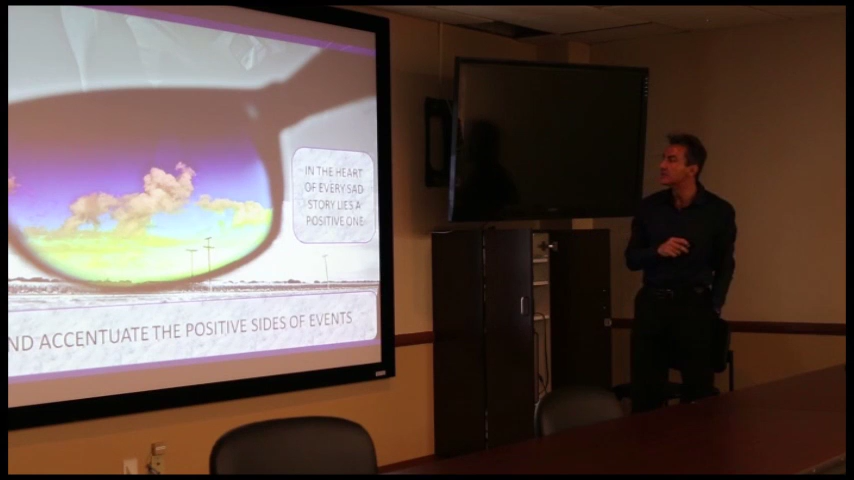 IN THE HEART
OF EVERY SAD
STORY LIES A
POSITIVE ONE
ND ACCENTUATE THE POSITIVE SIDES OF EVENTS